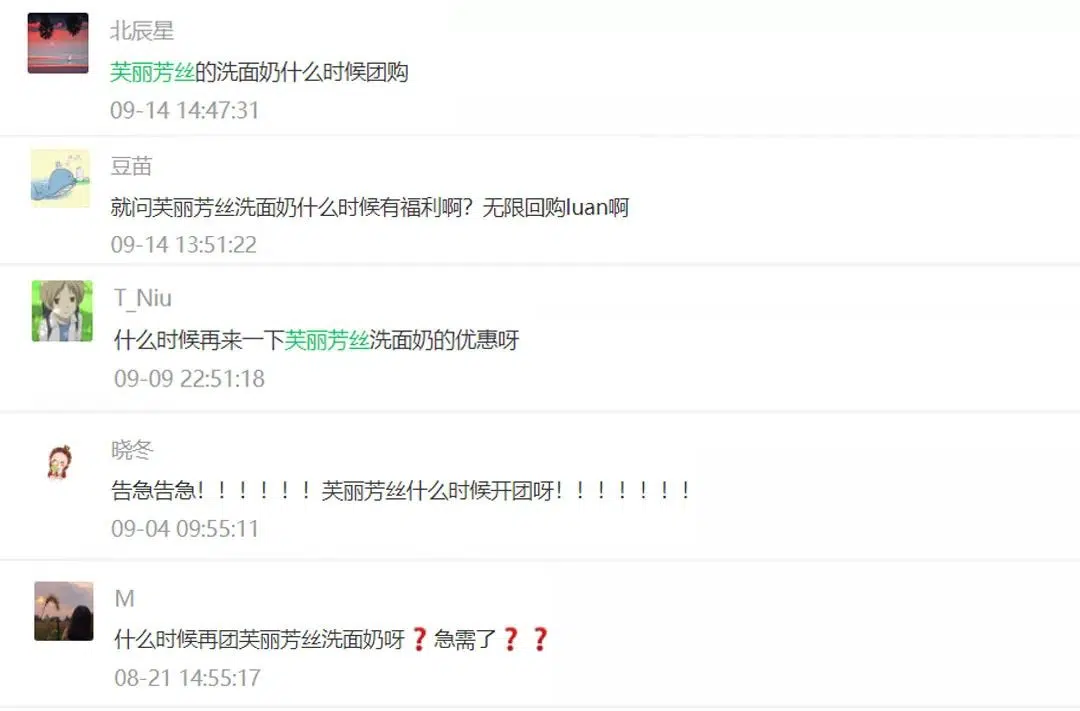 北辰星
芙丽芳丝的洗面奶什么时候团购
09-14 14:47:31
豆苗
就问芙丽芳丝洗面奶什么时候有福利啊？无限回购luan啊
09-14 13:51:22
T_Niu
什么时候再来一下芙丽芳丝洗面奶的优惠呀
09-09 22:51:18
晓冬
告急告急！！！！！！芙丽芳丝什么时候开团呀！！！！！！！
09-04 09:55:11
M
什么时候再团芙丽芳丝洗面奶呀❓急需了❓❓
08-21 14:55:17